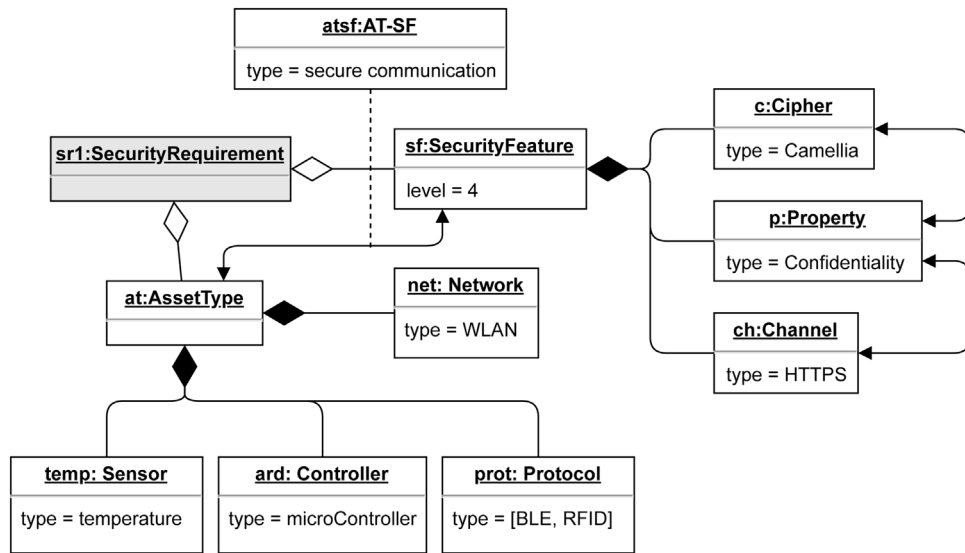 atsf:AT-SF
type = secure communication
sr1:SecurityRequirement
sf:SecurityFeature
level = 4
c:Cipher
type = Camellia
p:Property
type = Confidentiality
at:AssetType
net: Network
type = WLAN
ch:Channel
type = HTTPS
temp: Sensor
type = temperature
ard: Controller
type = microController
prot: Protocol
type = [BLE, RFID]